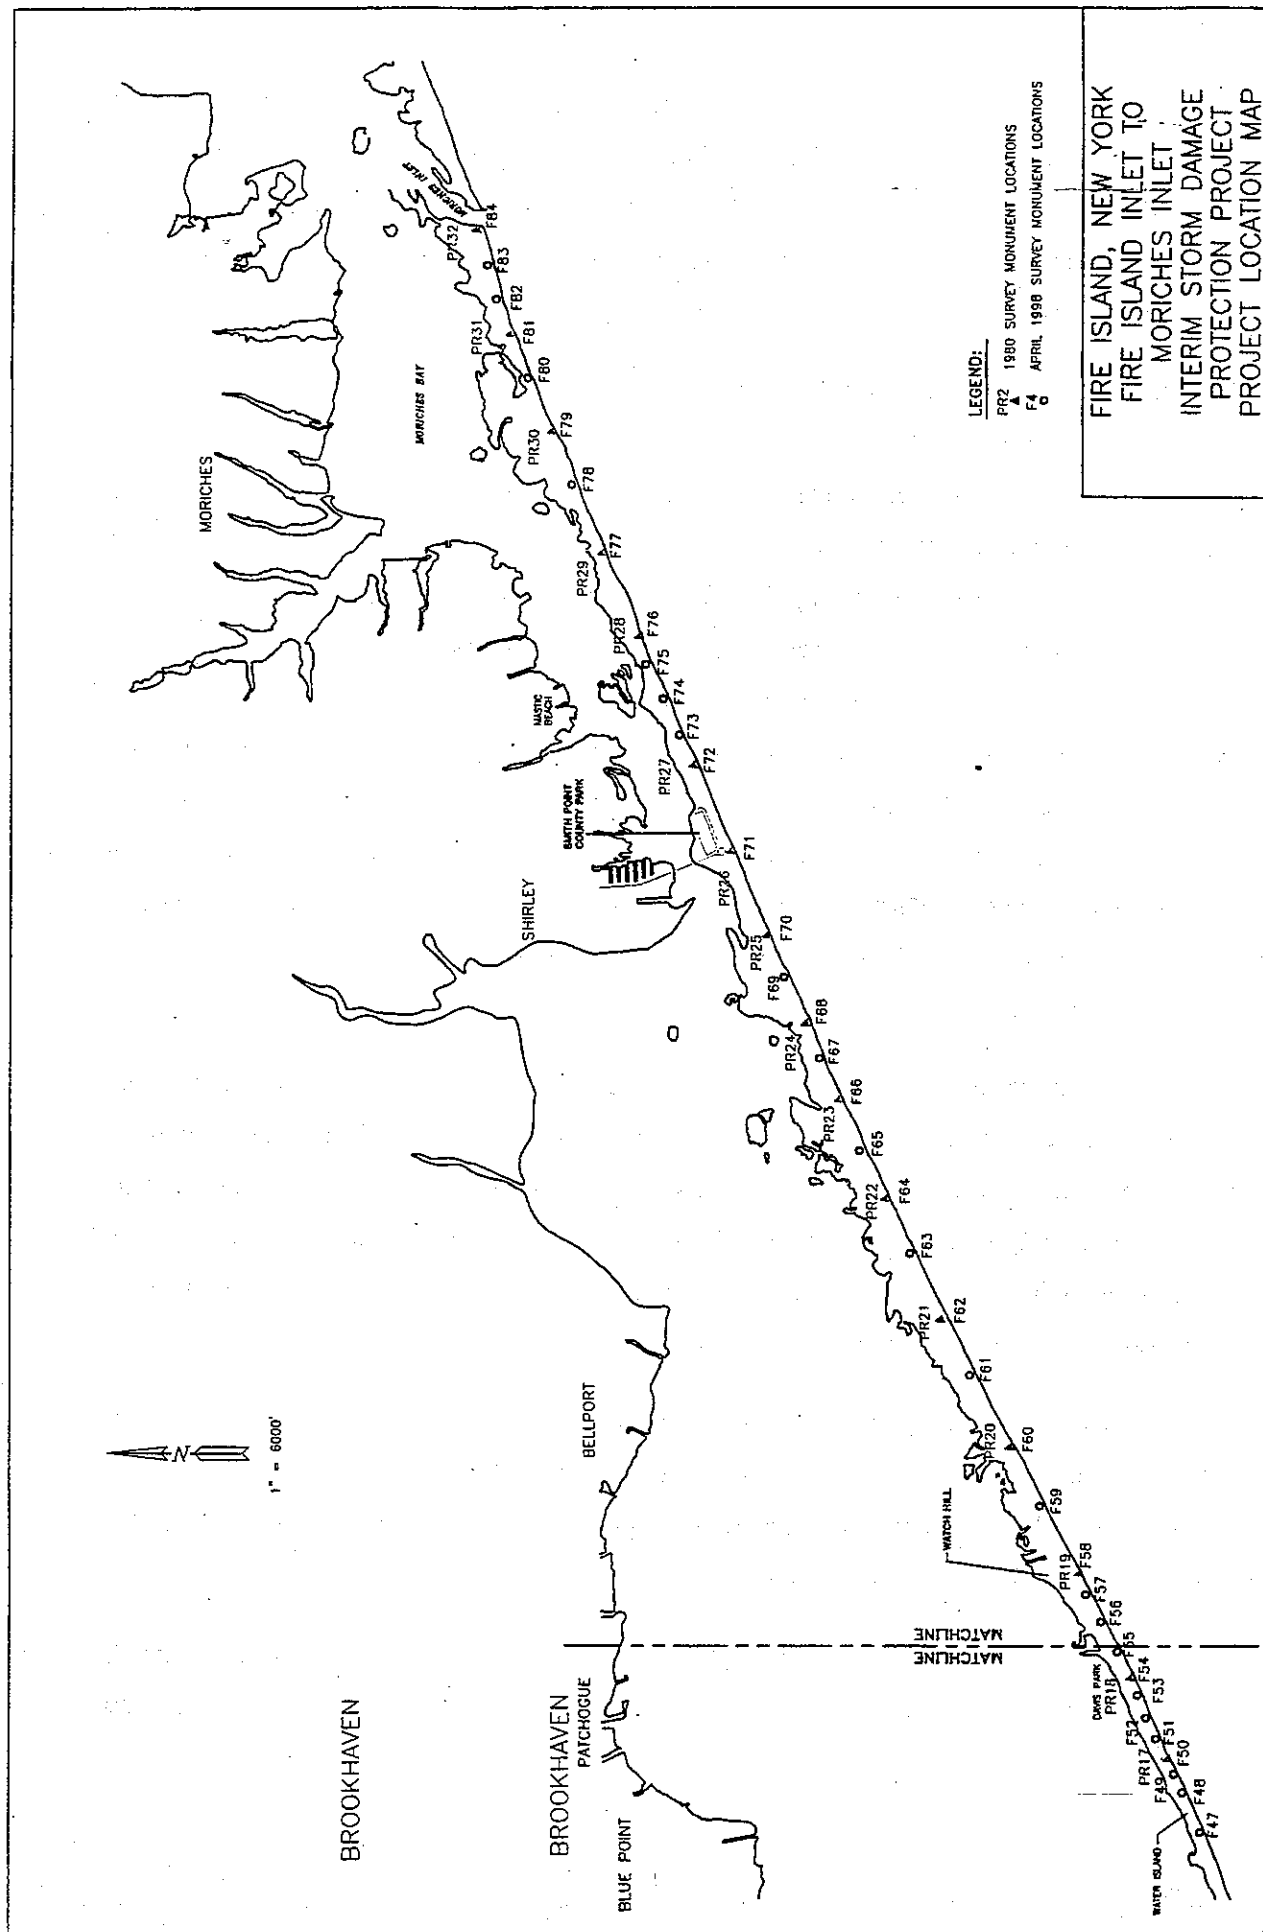 BROOKHAVEN
1" = 6000'
BROOKHAVEN
PATCHOGUE
BLUE POINT
BELLPORT
SHIRLEY
SMITH POINT
COUNTY PARK
MASTIC
BEACH
MORICHES
MORICHES BAY
MORICHES INLET
N
MATCHLINE
MATCHLINE
WATCH HILL
DAVIS PARK
WATER ISLAND
PR17
PR18
PR19
PR20
PR21
PR22
PR23
PR24
PR25
PR26
PR27
PR28
PR29
PR30
PR31
PR32
F47
F48
F49
F50
F51
F52
F53
F54
F55
F56
F57
F58
F59
F60
F61
F62
F63
F64
F65
F66
F67
F68
F69
F70
F71
F72
F73
F74
F75
F76
F77
F78
F79
F80
F81
F82
F83
F84
LEGEND:
PR2 1980 SURVEY MONUMENT LOCATIONS
F4 APRIL 1998 SURVEY MONUMENT LOCATIONS
FIRE ISLAND, NEW YORK
FIRE ISLAND INLET TO
MORICHES INLET
INTERIM STORM DAMAGE
PROTECTION PROJECT
PROJECT LOCATION MAP